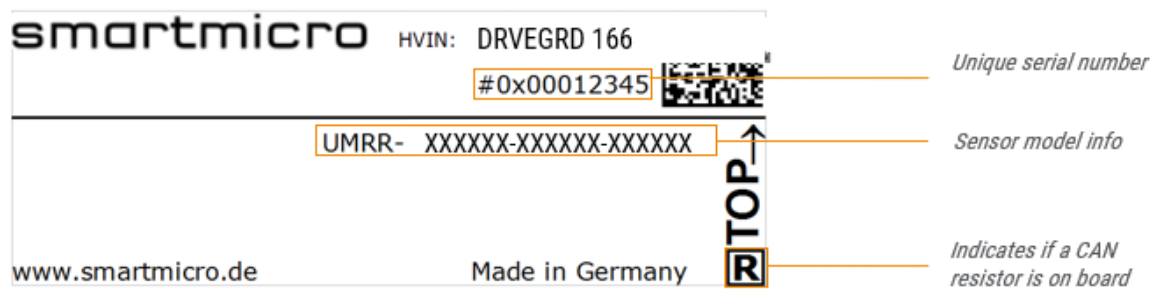 smartmicro HVIN: DRVEGRD 166
#0x00012345
Unique serial number
UMRR- XXXXXX-XXXXXX-XXXXXX
Sensor model info
TOP
R
www.smartmicro.de
Made in Germany
Indicates if a CAN
resistor is on board